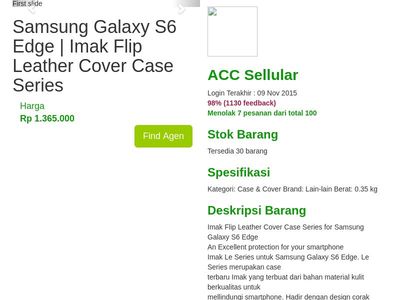 First slide
Samsung Galaxy S6
Edge | Imak Flip
Leather Cover Case
Series
Harga
Rp 1.365.000
Find Agen
ACC Sellular
Login Terakhir : 09 Nov 2015
98% (1130 feedback)
Menolak 7 pesanan dari total 100
Stok Barang
Tersedia 30 barang
Spesifikasi
Kategori: Case & Cover Brand: Lain-lain Berat: 0.35 kg
Deskripsi Barang
Imak Flip Leather Cover Case Series for Samsung
Galaxy S6 Edge
An Excellent protection for your smartphone
Imak Le Series untuk Samsung Galaxy S6 Edge. Le
Series merupakan case
terbaru Imak yang terbuat dari bahan material kulit
berkualitas untuk
mellindungi smartphone. Hadir dengan design corak